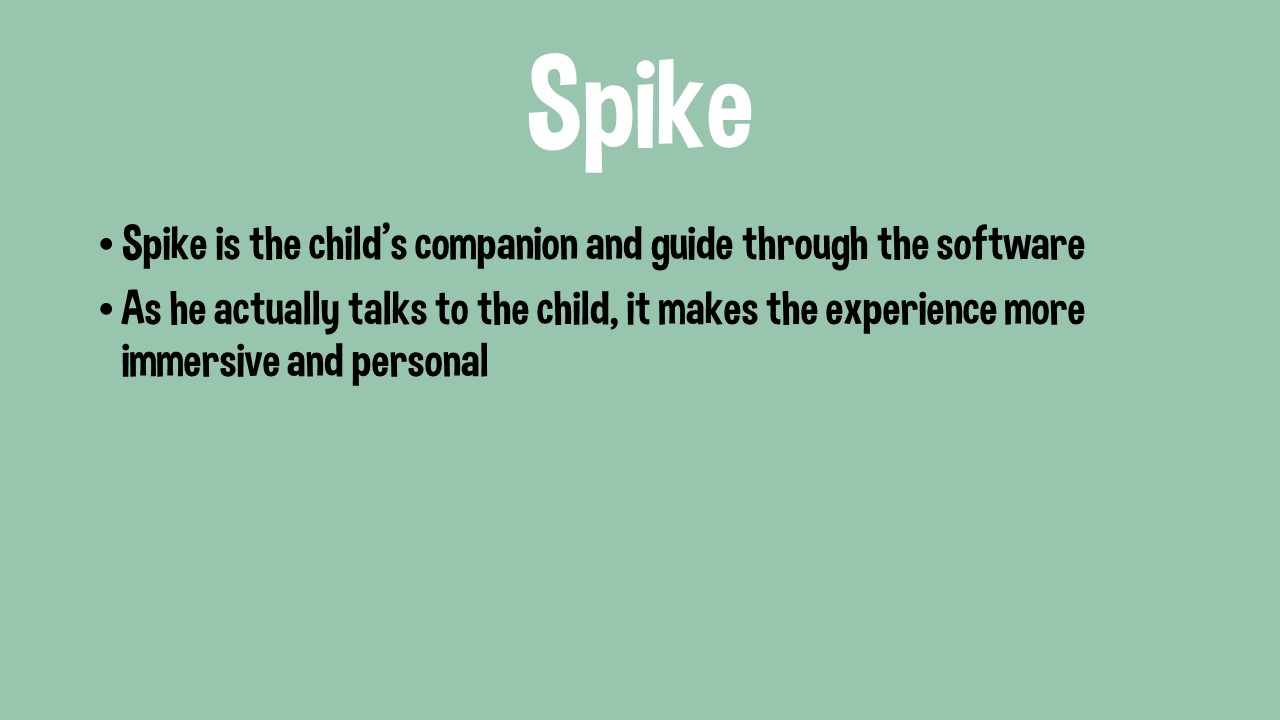 Spike
• Spike is the child’s companion and guide through the software
• As he actually talks to the child, it makes the experience more
immersive and personal